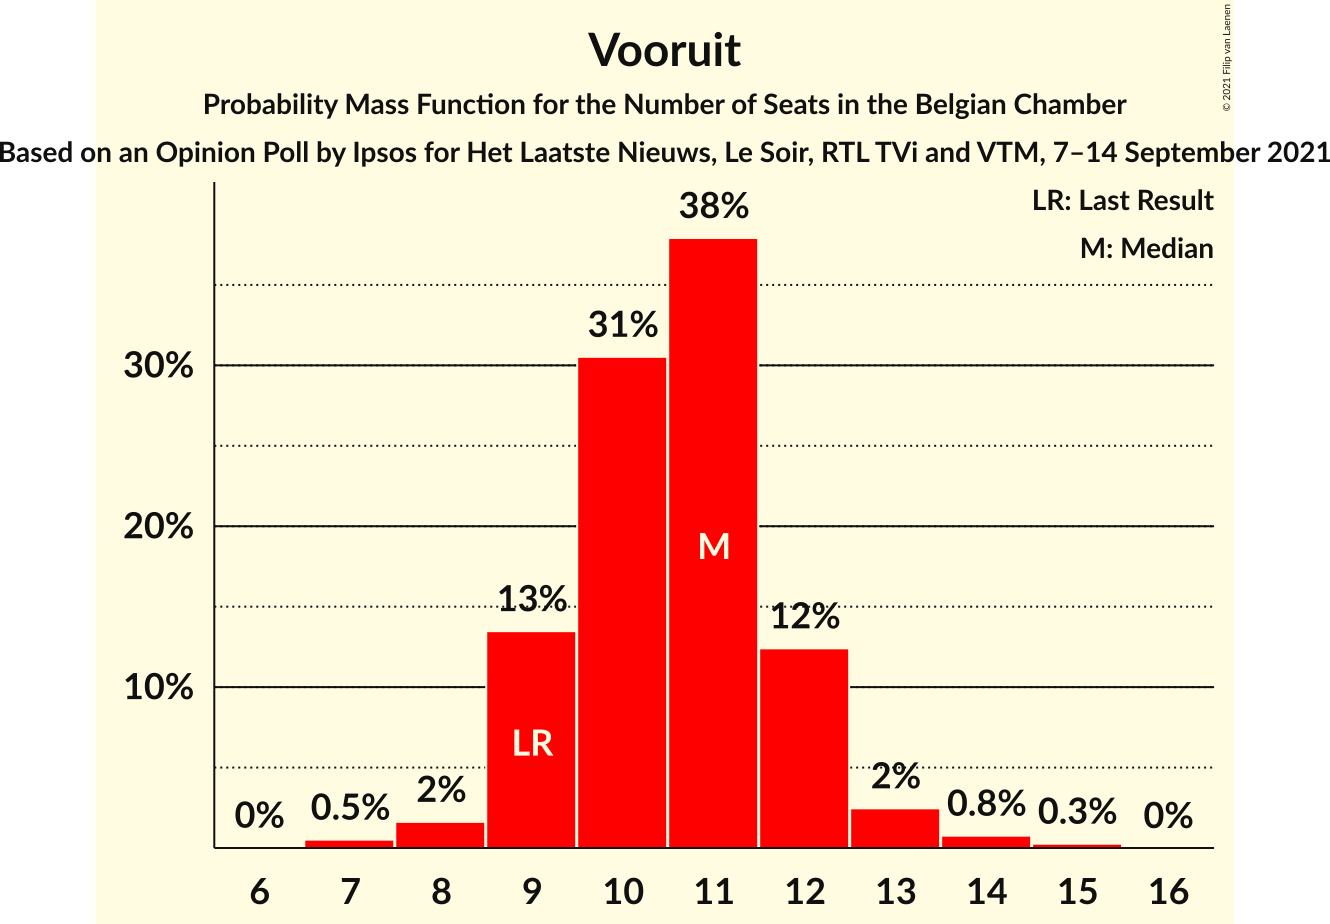 Vooruit
Probability Mass Function for the Number of Seats in the Belgian Chamber
Based on an Opinion Poll by Ipsos for Het Laatste Nieuws, Le Soir, RTL TVi and VTM, 7–14 September 2021
© 2021 Filip van Laenen
LR: Last Result
M: Median
38%
31%
30%
20%
M
13%
12%
10%
LR
2%
2%
0%
0.5%
0.8%
0.3%
0%
6 7 8 9 10 11 12 13 14 15 16